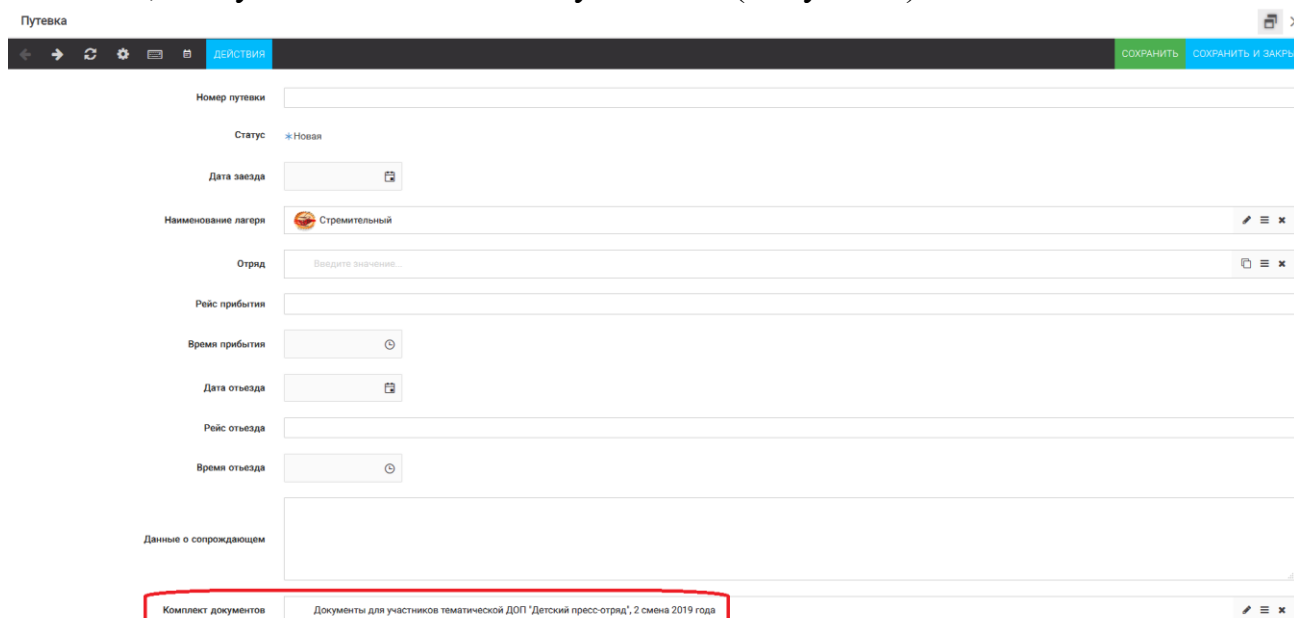 Путевка
ДЕЙСТВИЯ СОХРАНИТЬ СОХРАНИТЬ И ЗАКРЫ
Номер путевки
Статус Новая
Дата заезда
Наименование лагеря Стремительный
Отряд Введите значение...
Рейс прибытия
Время прибытия
Дата отъезда
Рейс отъезда
Время отъезда
Данные о сопрождающем
Комплект документов Документы для участников тематической ДОП "Детский пресс-отряд", 2 смена 2019 года